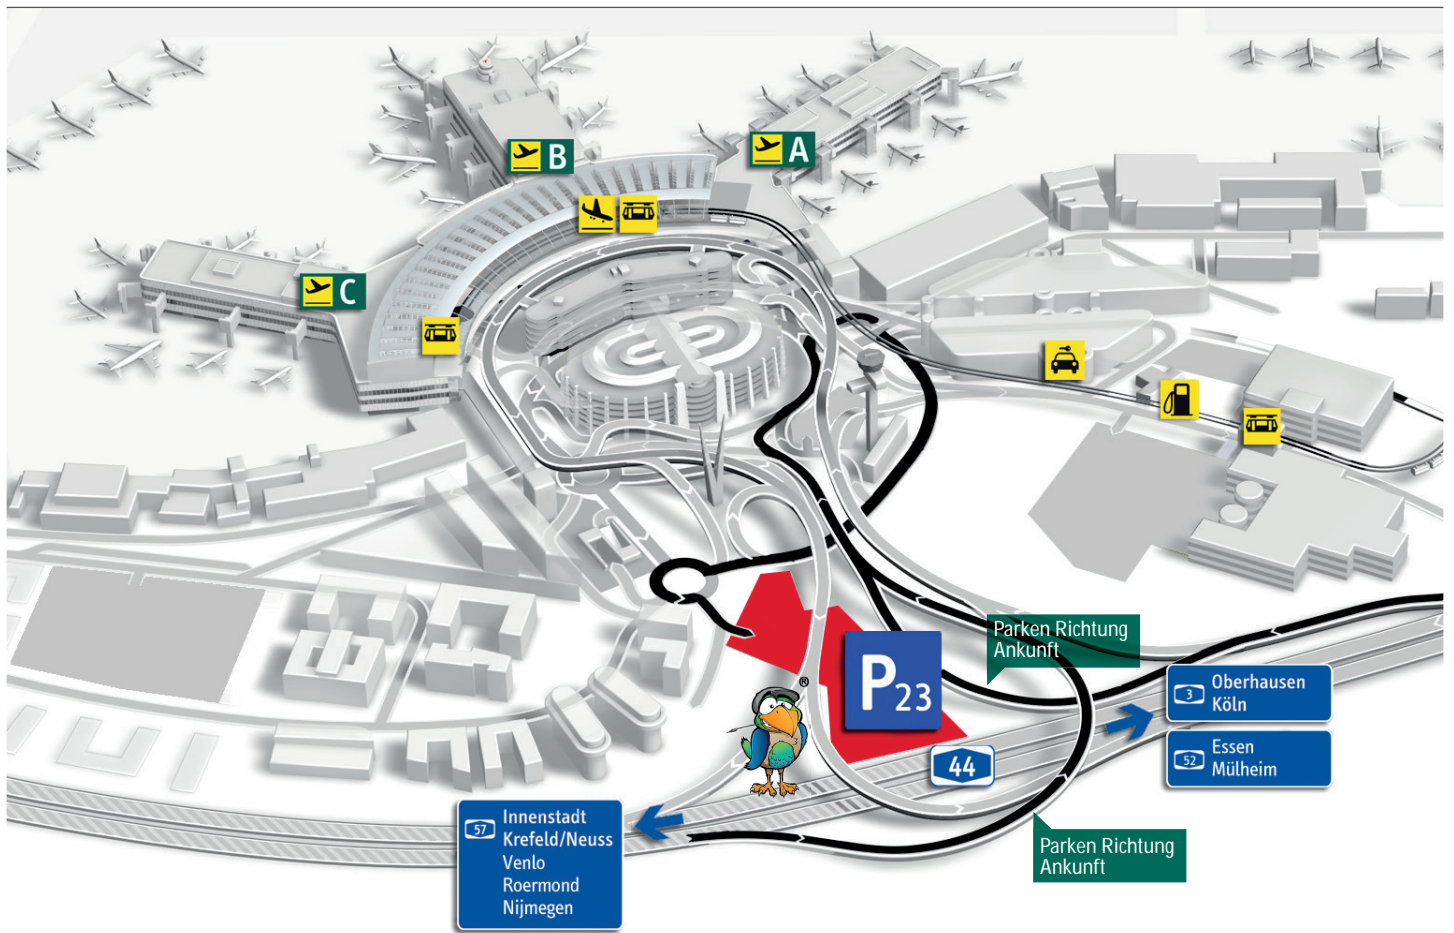 B
A
C
Parken Richtung
Ankunft
P23
®
3
Oberhausen
Köln
52
Essen
Mülheim
44
57
Innenstadt
Krefeld/Neuss
Venlo
Roermond
Nijmegen
Parken Richtung
Ankunft